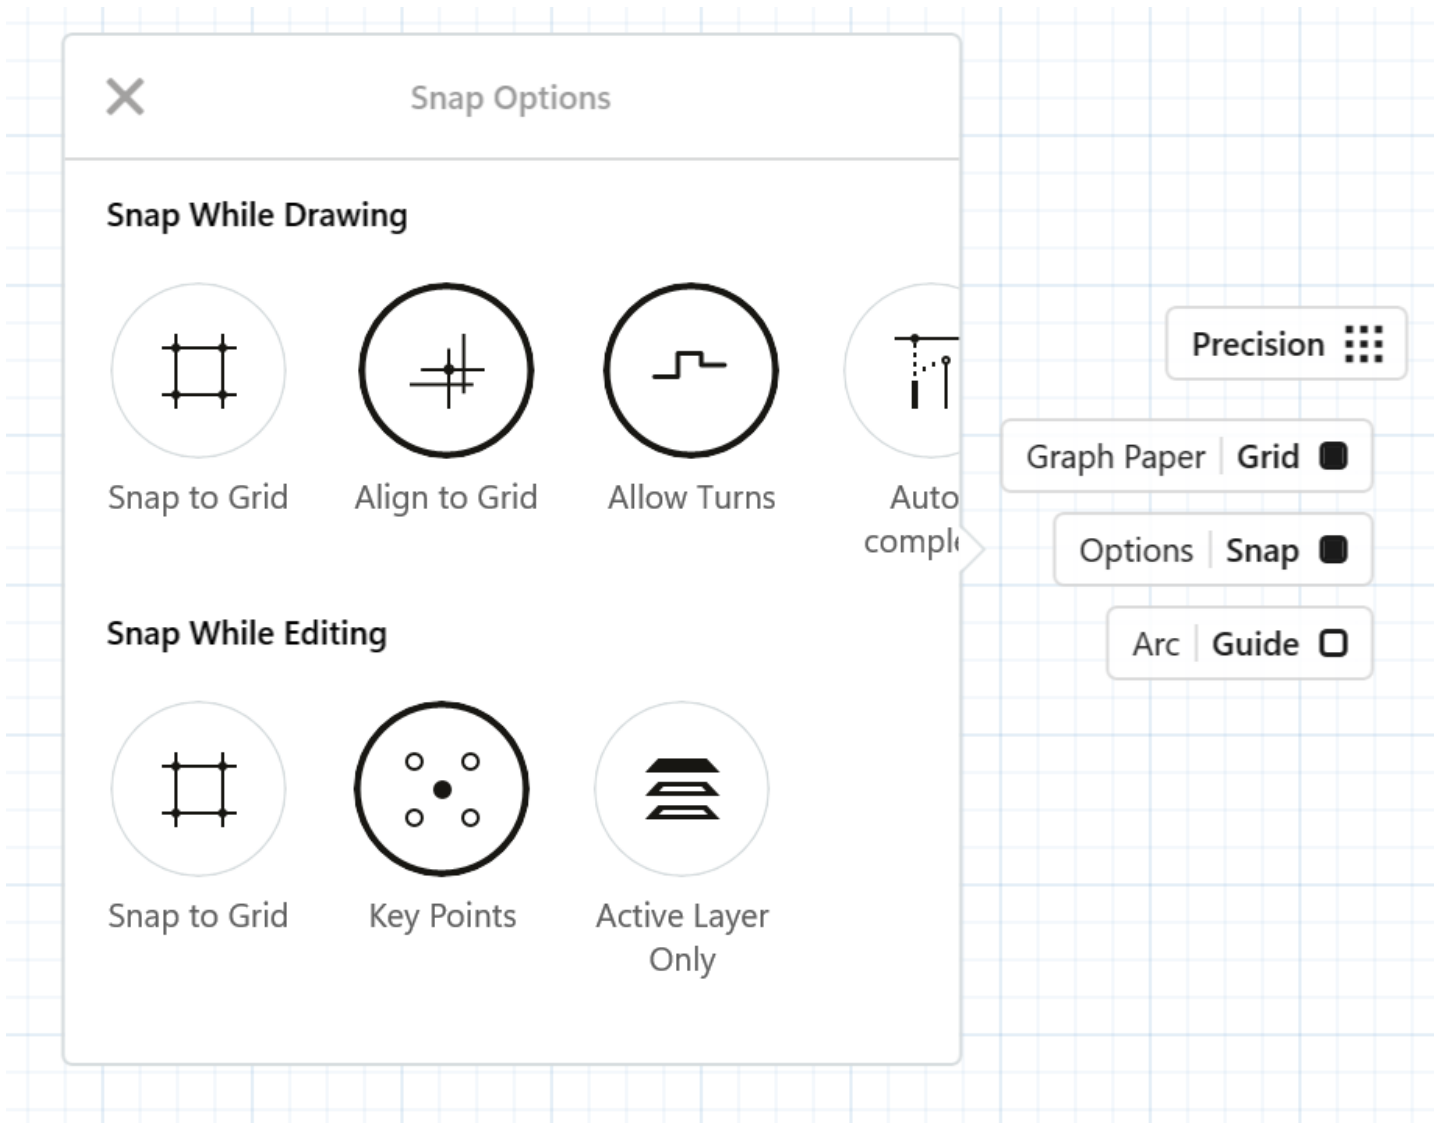 Snap Options
Snap While Drawing
Snap to Grid
Align to Grid
Allow Turns
Auto
Snap While Editing
Snap to Grid
Key Points
Active Layer
Only
Precision
Graph Paper | Grid
Options | Snap
Arc | Guide